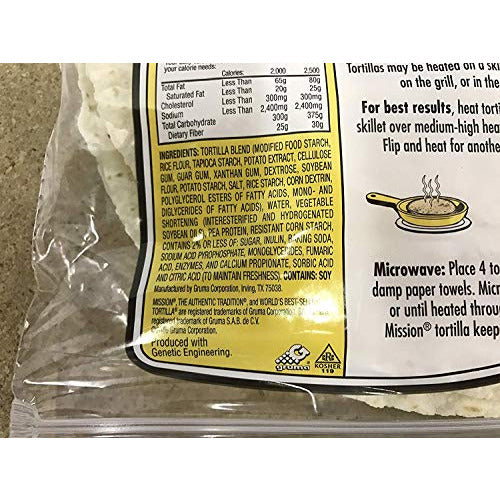 your calorie needs:
Calories: 2,000 2,500
Total Fat Less Than 65g 80g
Saturated Fat Less Than 20g 25g
Cholesterol Less Than 300mg 300mg
Sodium Less Than 2,400mg 2,400mg
Total Carbohydrate 300g 375g
Dietary Fiber 25g 30g
INGREDIENTS: TORTILLA BLEND (MODIFIED FOOD STARCH,
RICE FLOUR, TAPIOCA STARCH, POTATO EXTRACT, CELLULOSE
GUM, GUAR GUM, XANTHAN GUM, DEXTROSE, SOYBEAN
FLOUR, POTATO STARCH, SALT, RICE STARCH, CORN DEXTRIN,
POLYGLYCEROL ESTERS OF FATTY ACIDS, MONO- AND
DIGLYCERIDES OF FATTY ACIDS), WATER, VEGETABLE
SHORTENING (INTERESTERIFIED AND HYDROGENATED
SOYBEAN OILS), PEA PROTEIN, RESISTANT CORN STARCH,
CONTAINS 2% OR LESS OF: SUGAR, INULIN, BAKING SODA,
SODIUM ACID PYROPHOSPHATE, MONOGLYCERIDES, FUMARIC
ACID, ENZYMES, AND CALCIUM PROPIONATE, SORBIC ACID
AND CITRIC ACID (TO MAINTAIN FRESHNESS). CONTAINS: SOY
Manufactured by Gruma Corporation, Irving, TX 75038.
MISSION®, THE AUTHENTIC TRADITION®, and WORLD'S BEST-SEL
TORTILLA® are registered trademarks of Gruma Corporation.
registered trademark of Gruma S.A.B. de C.V.
Gruma Corporation.
Produced with
Genetic Engineering.
gruma
KOSHER
119
Tortillas may be heated on a ski
on the grill, or in the
For best results, heat torti
skillet over medium-high hea
Flip and heat for anothe
Microwave: Place 4 to
damp paper towels. Micr
or until heated throu
Mission® tortilla keep